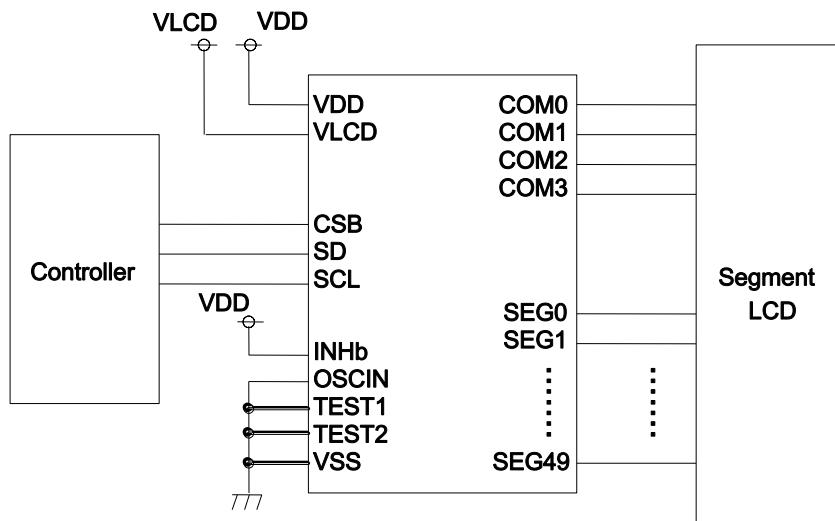 VLCD
VDD
VDD
VLCD
CSB
SD
SCL
VDD
INHb
OSCIN
TEST1
TEST2
VSS
Controller
COM0
COM1
COM2
COM3
SEG0
SEG1
SEG49
Segment
LCD